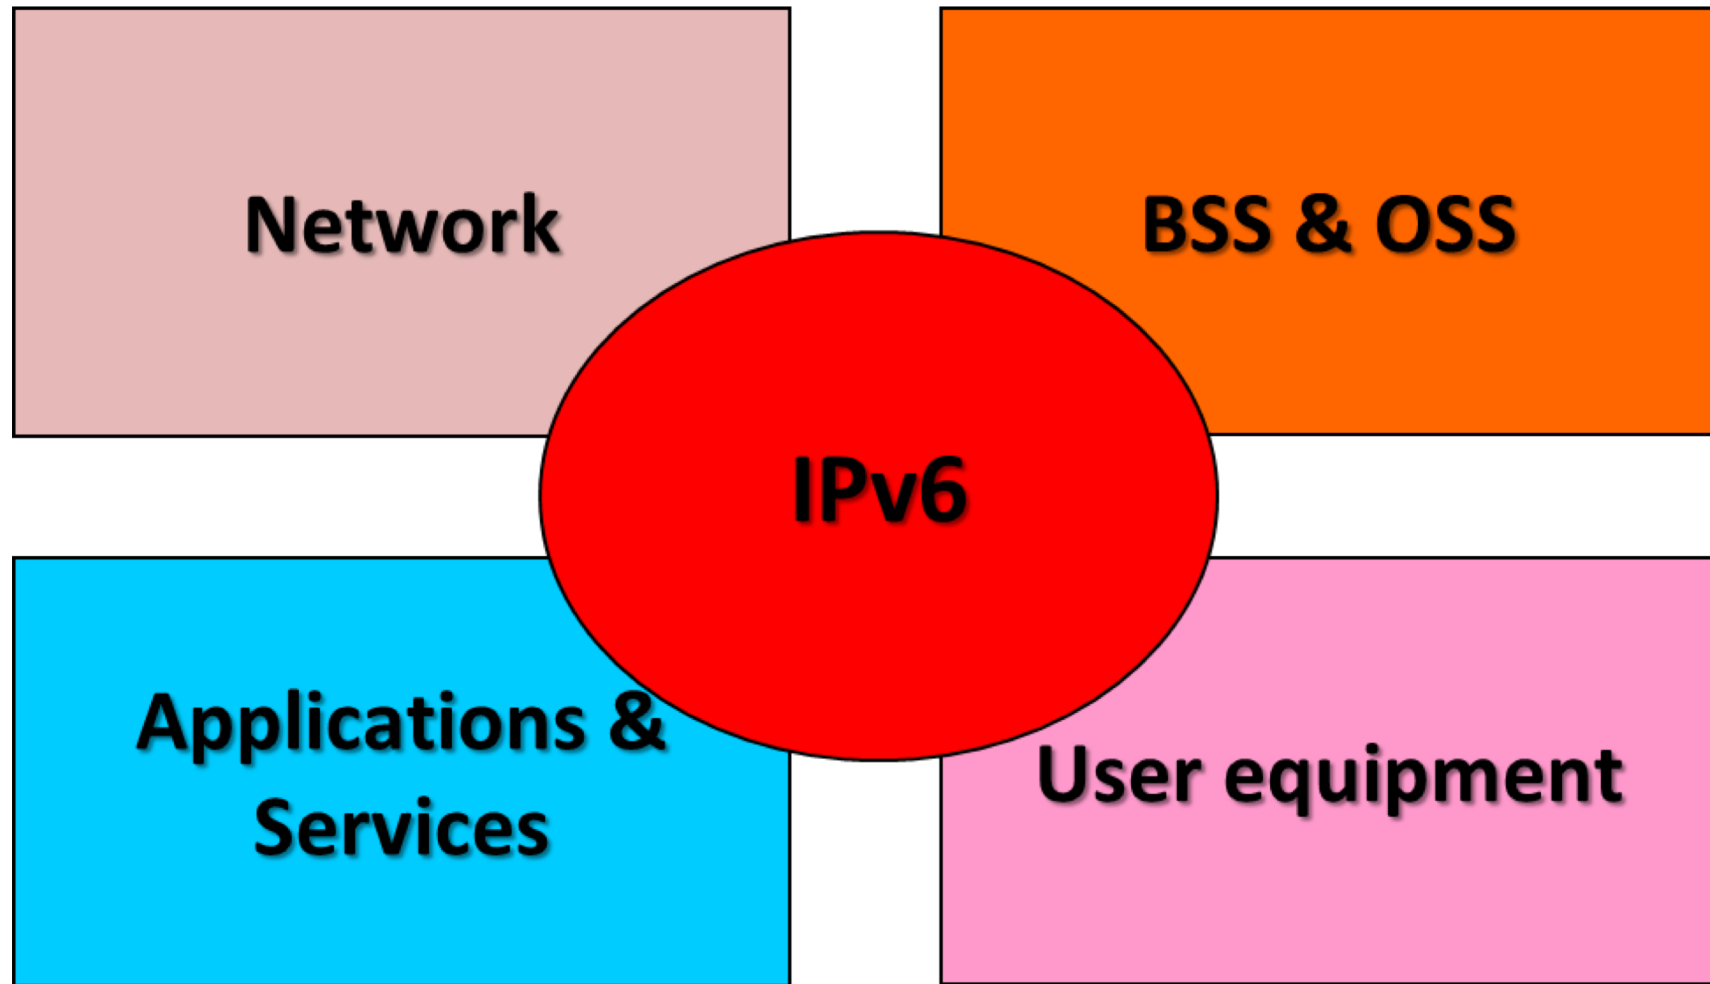 Network
BSS & OSS
IPv6
Applications &
Services
User equipment